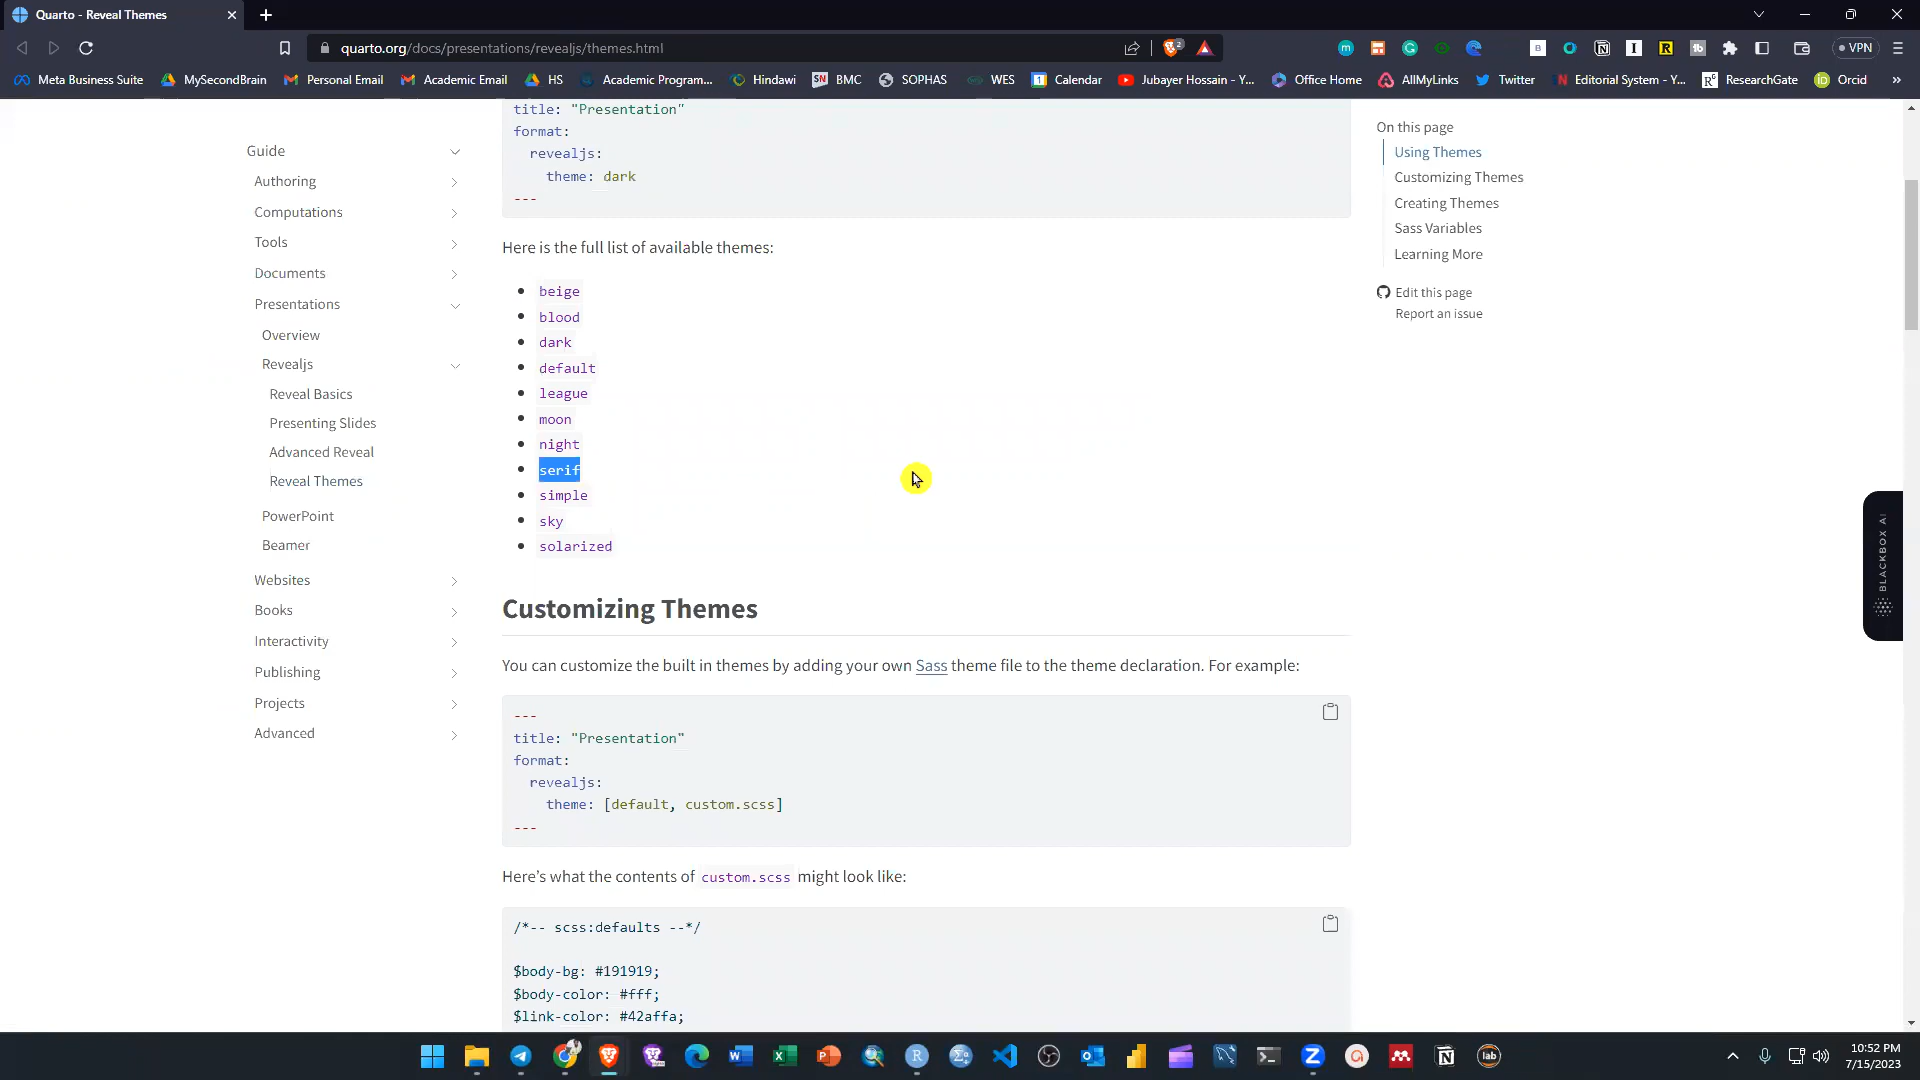 Quarto - Reveal Themes
quarto.org/docs/presentations/revealjs/themes.html
2
VPN
Meta Business Suite
MySecondBrain
Personal Email
Academic Email
HS
Academic Program...
Hindawi
SN BMC
SOPHAS
WES
Calendar
Jubayer Hossain - Y...
Office Home
AllMyLinks
Twitter
Editorial System - Y...
ResearchGate
Orcid
»
Guide
Authoring
Computations
Tools
Documents
Presentations
Overview
Revealjs
Reveal Basics
Presenting Slides
Advanced Reveal
Reveal Themes
PowerPoint
Beamer
Websites
Books
Interactivity
Publishing
Projects
Advanced
title: "Presentation"
format:
revealjs:
theme: dark
---
Here is the full list of available themes:
beige
blood
dark
default
league
moon
night
serif
simple
sky
solarized
Customizing Themes
You can customize the built in themes by adding your own Sass theme file to the theme declaration. For example:
---
title: "Presentation"
format:
revealjs:
theme: [default, custom.scss]
---
Here's what the contents of custom.scss might look like:
/*-- scss:defaults --*/
$body-bg: #191919;
$body-color: #fff;
$link-color: #42affa;
On this page
Using Themes
Customizing Themes
Creating Themes
Sass Variables
Learning More
Edit this page
Report an issue
BLACKBOX AI
lab
10:52 PM
7/15/2023